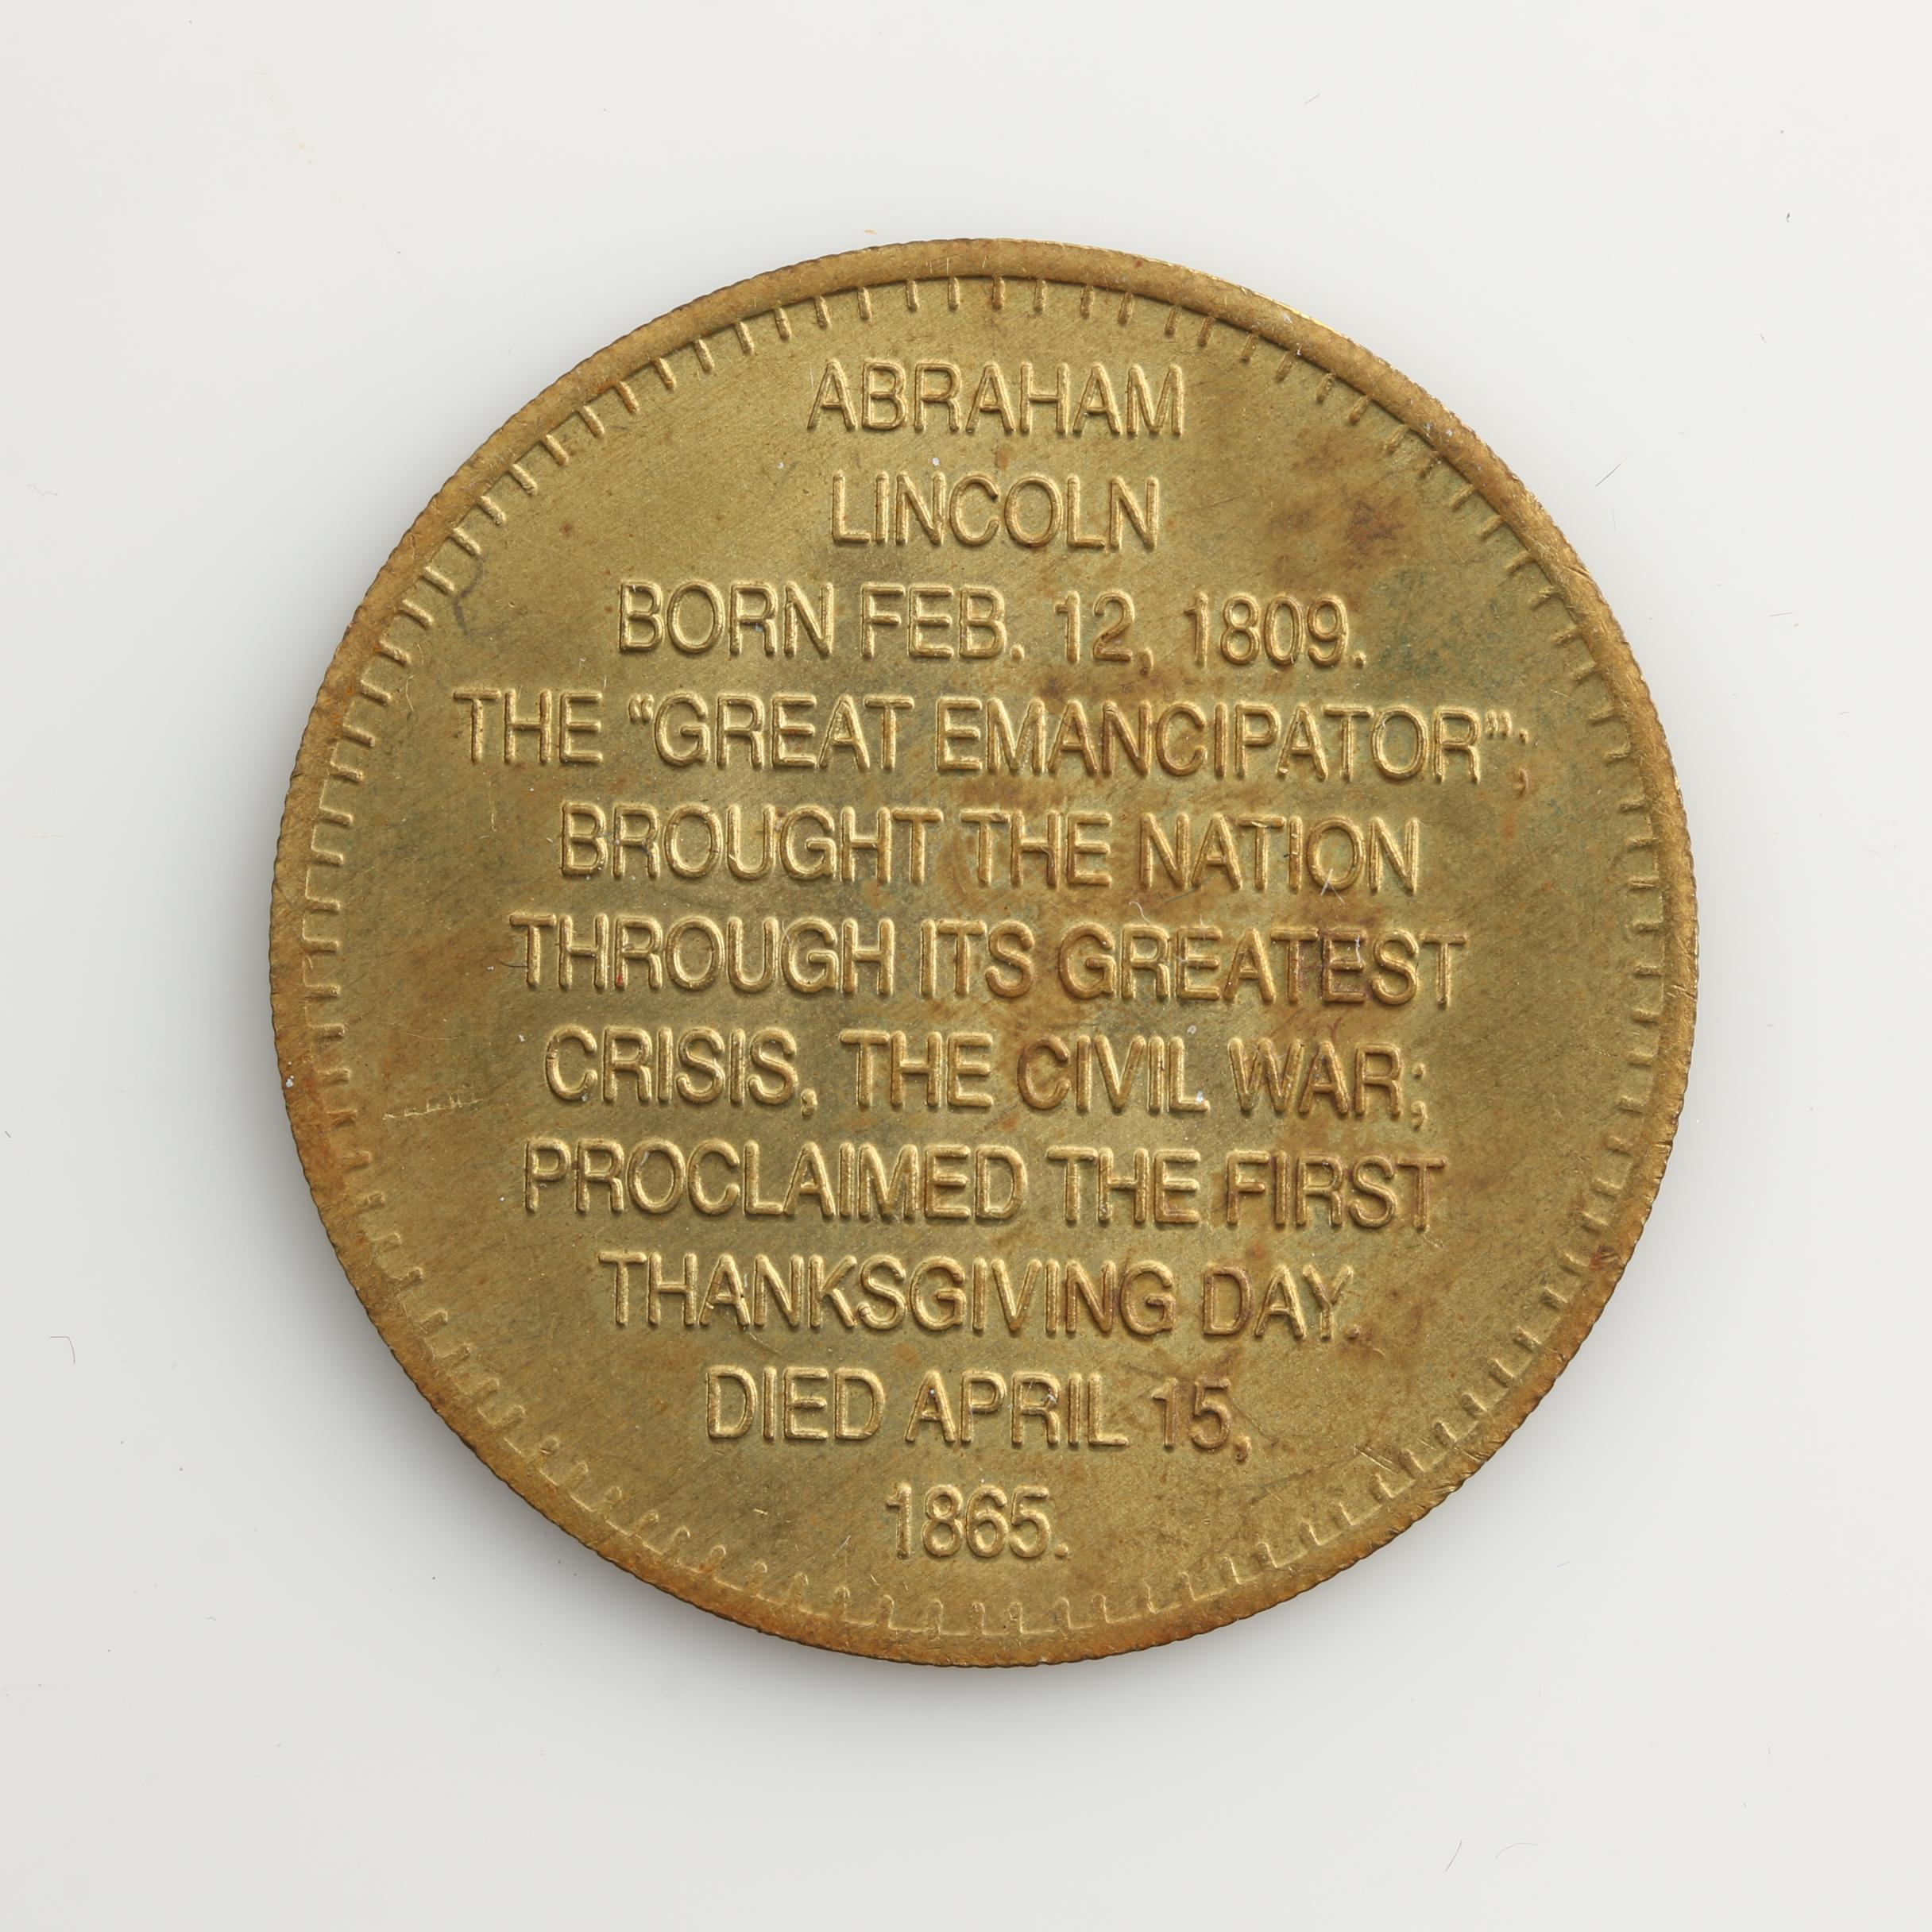 ABRAHAM
LINCOLN
BORN FEB. 12, 1809.
THE “GREAT EMANCIPATOR”;
BROUGHT THE NATION
THROUGH ITS GREATEST
CRISIS, THE CIVIL WAR;
PROCLAIMED THE FIRST
THANKSGIVING DAY.
DIED APRIL 15,
1865.